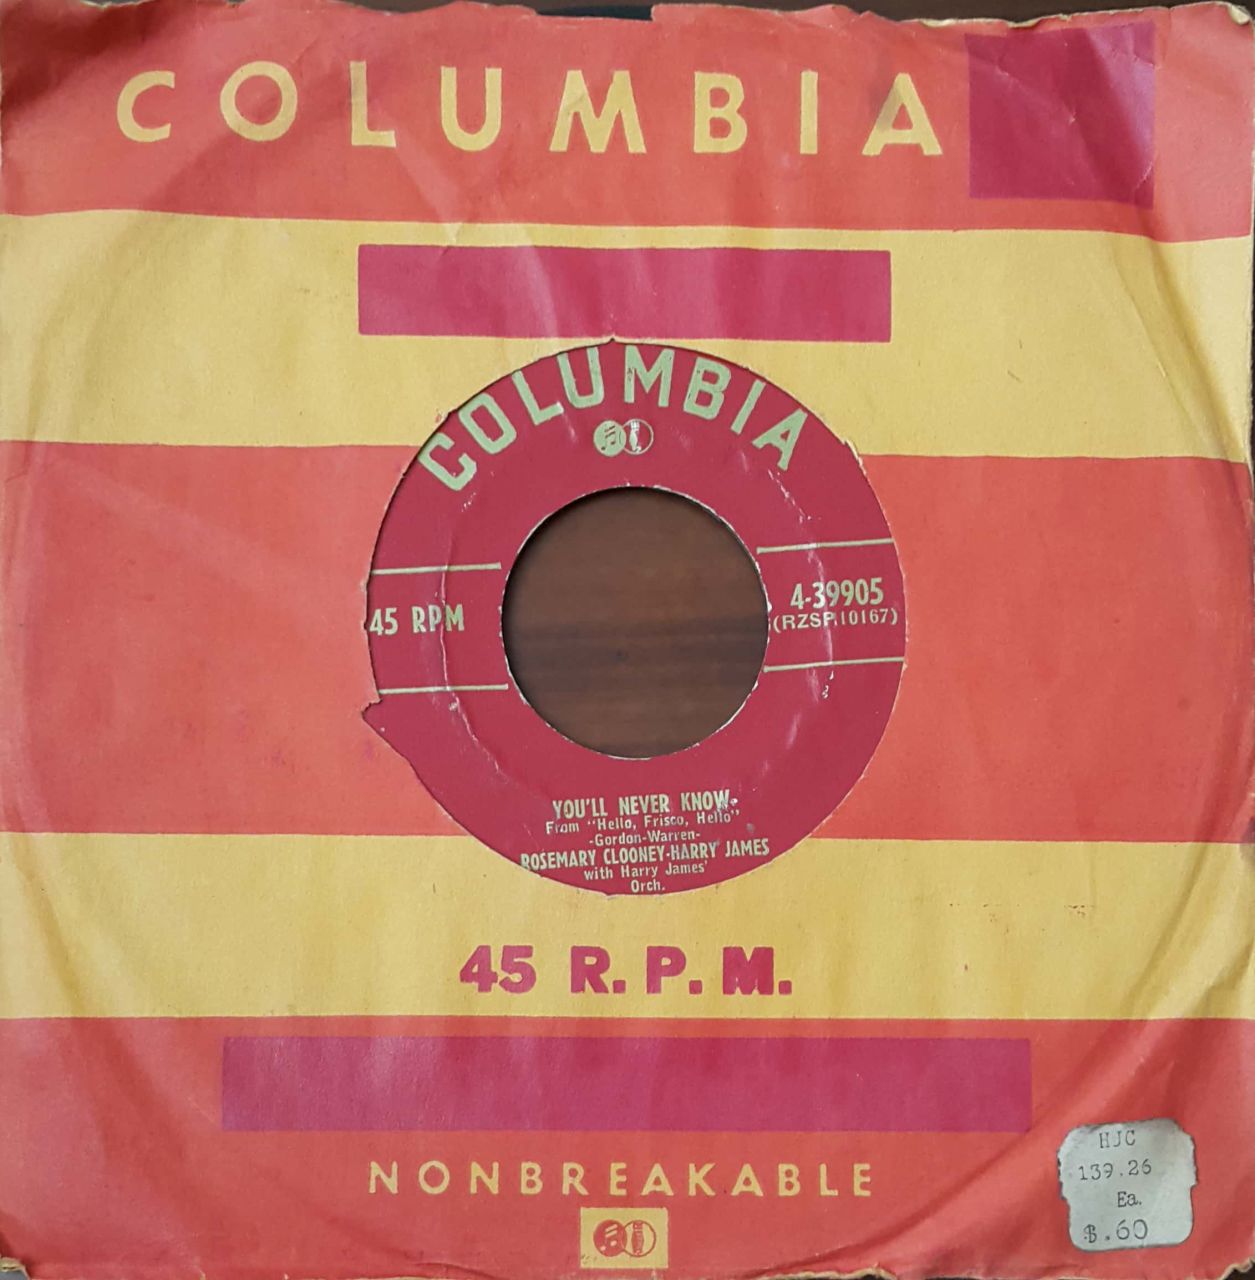 COLUMBIA
COLUMBIA
45 RPM
4-39905
(RZSP.10167)
YOU'LL NEVER KNOW
From "Hello, Frisco, Hello"
-Gordon-Warren-
ROSEMARY CLOONEY-HARRY JAMES
with Harry James'
Orch.
45 R.P.M.
NONBREAKABLE
HJC
139.26
Ea.
$.60